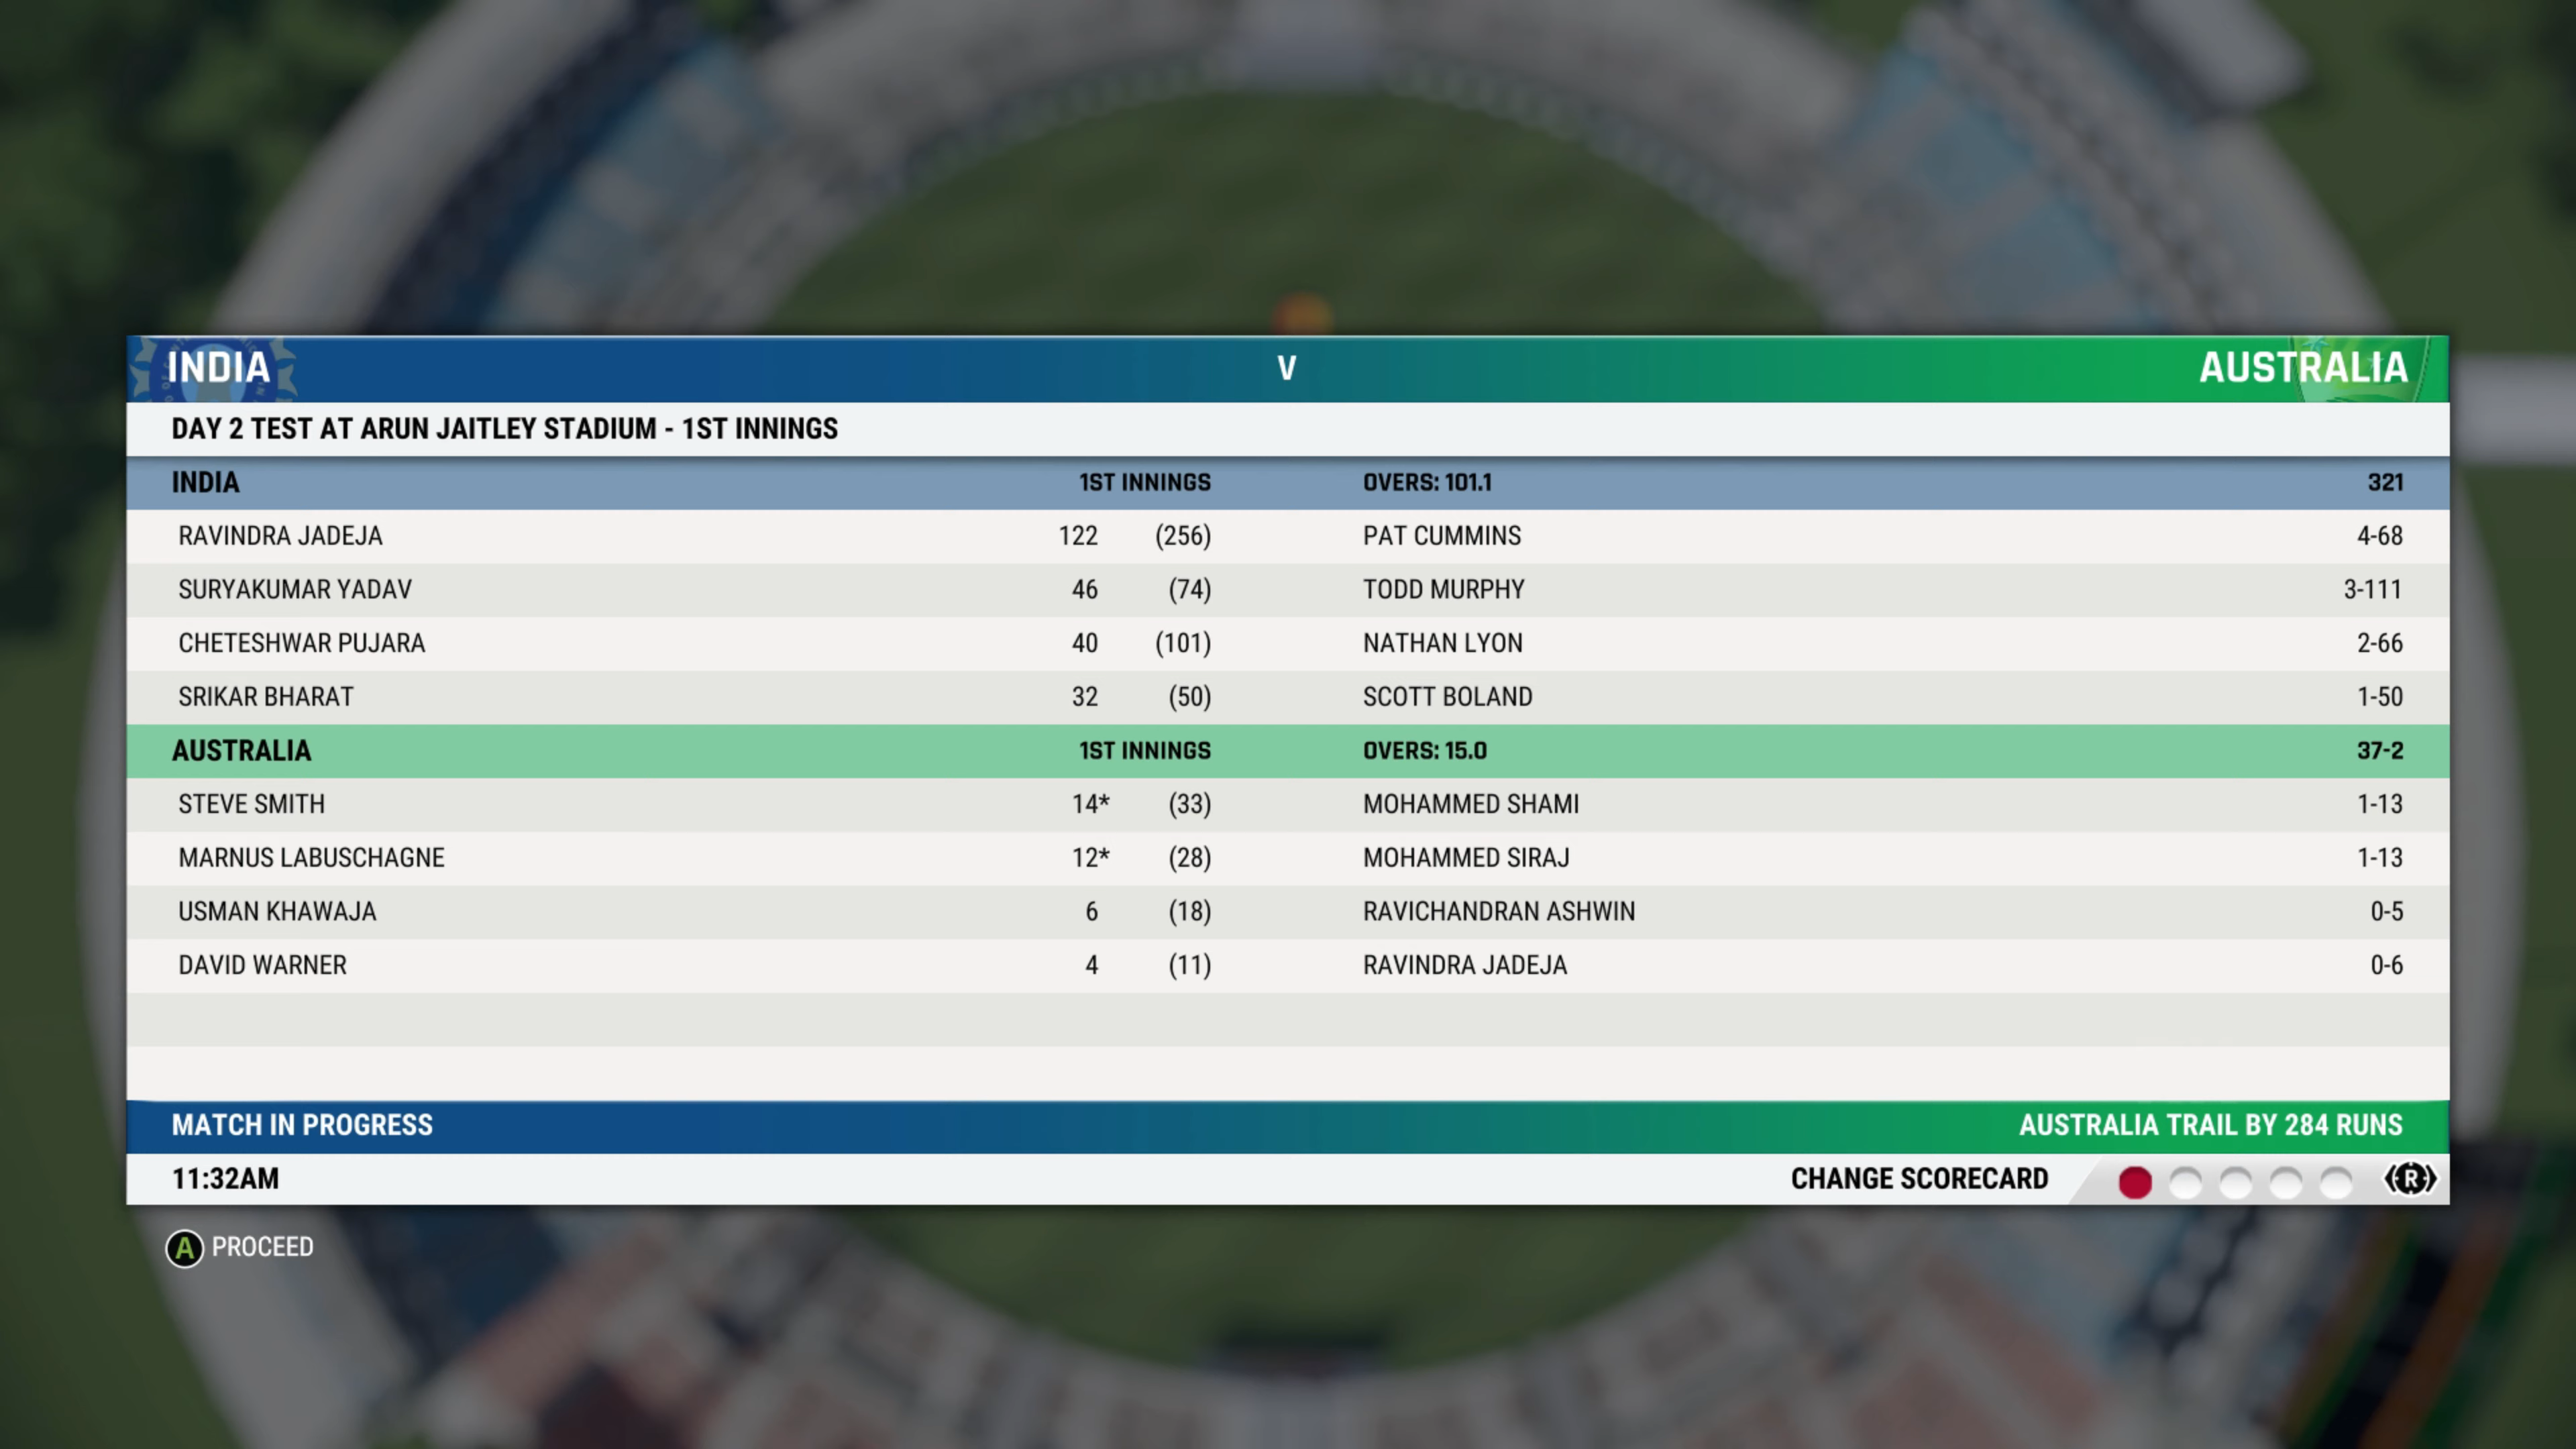 INDIA V AUSTRALIA
DAY 2 TEST AT ARUN JAITLEY STADIUM - 1ST INNINGS
INDIA 1ST INNINGS OVERS: 101.1 321
RAVINDRA JADEJA 122 (256) PAT CUMMINS 4-68
SURYAKUMAR YADAV 46 (74) TODD MURPHY 3-111
CHETESHWAR PUJARA 40 (101) NATHAN LYON 2-66
SRIKAR BHARAT 32 (50) SCOTT BOLAND 1-50
AUSTRALIA 1ST INNINGS OVERS: 15.0 37-2
STEVE SMITH 14* (33) MOHAMMED SHAMI 1-13
MARNUS LABUSCHAGNE 12* (28) MOHAMMED SIRAJ 1-13
USMAN KHAWAJA 6 (18) RAVICHANDRAN ASHWIN 0-5
DAVID WARNER 4 (11) RAVINDRA JADEJA 0-6
MATCH IN PROGRESS AUSTRALIA TRAIL BY 284 RUNS
11:32AM CHANGE SCORECARD R
A PROCEED